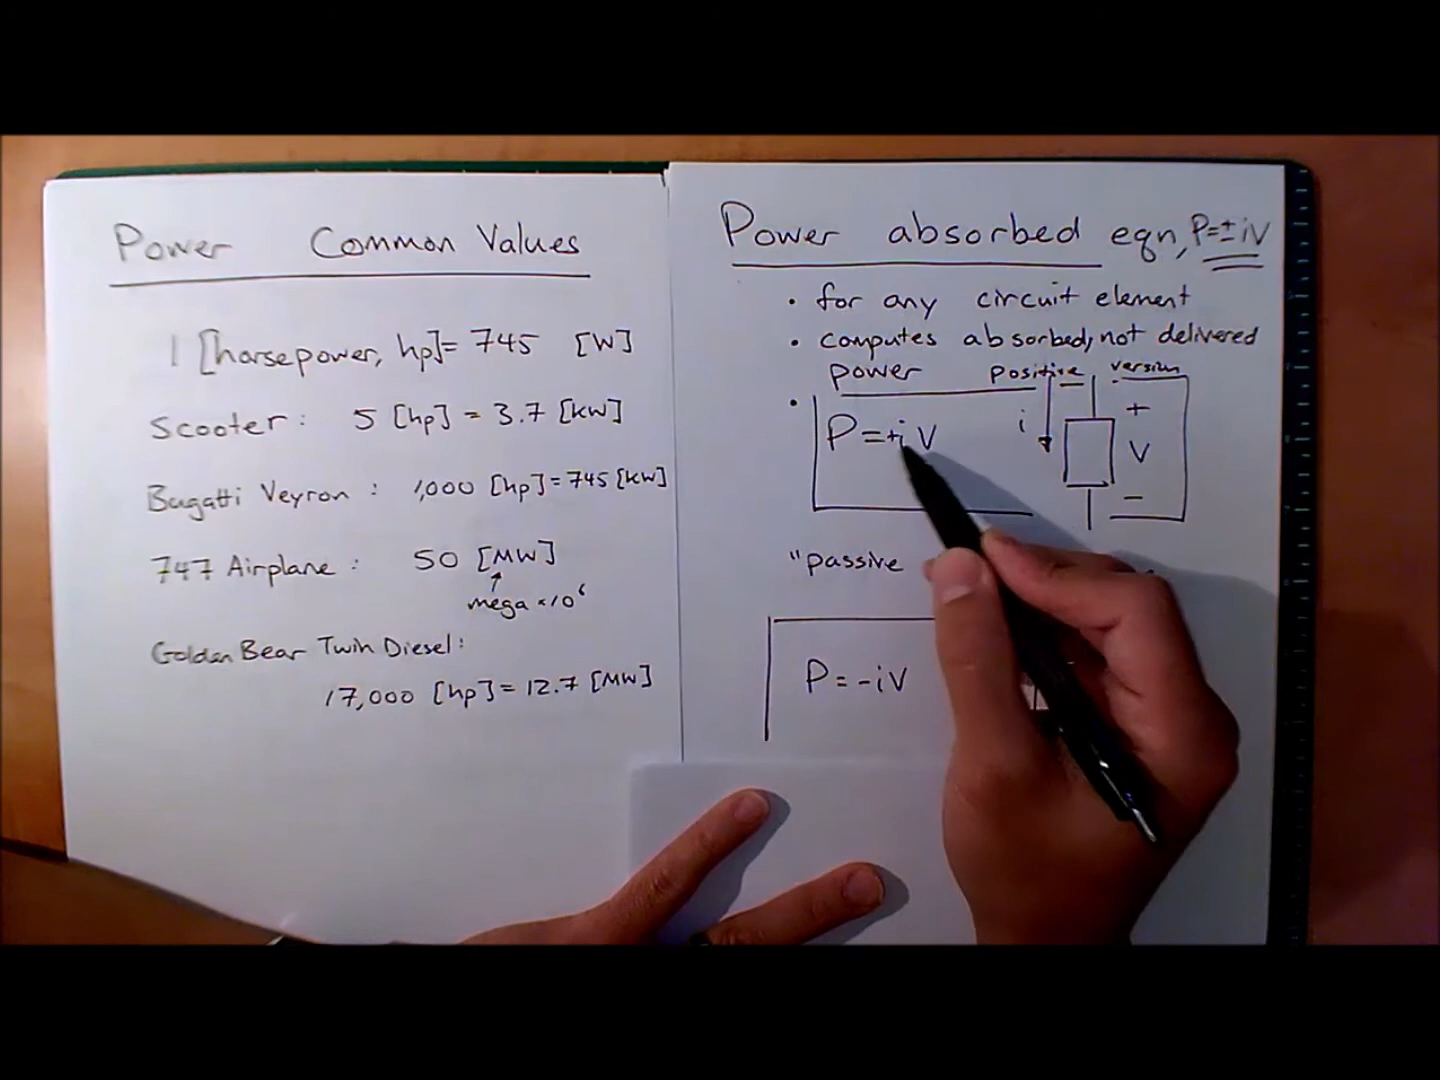 Power Common Values
1 [horsepower, hp] = 745 [W]
Scooter: 5 [hp] = 3.7 [kW]
Bugatti Veyron: 1,000 [hp] = 745 [kW]
747 Airplane: 50 [MW]
mega ×10⁶
Golden Bear Twin Diesel:
17,000 [hp] = 12.7 [MW]
Power absorbed eqn, P=±iV
• for any circuit element
• computes absorbed, not delivered
power
positive version
• P=+iV
i
+
V
−
"passive
P=-iV